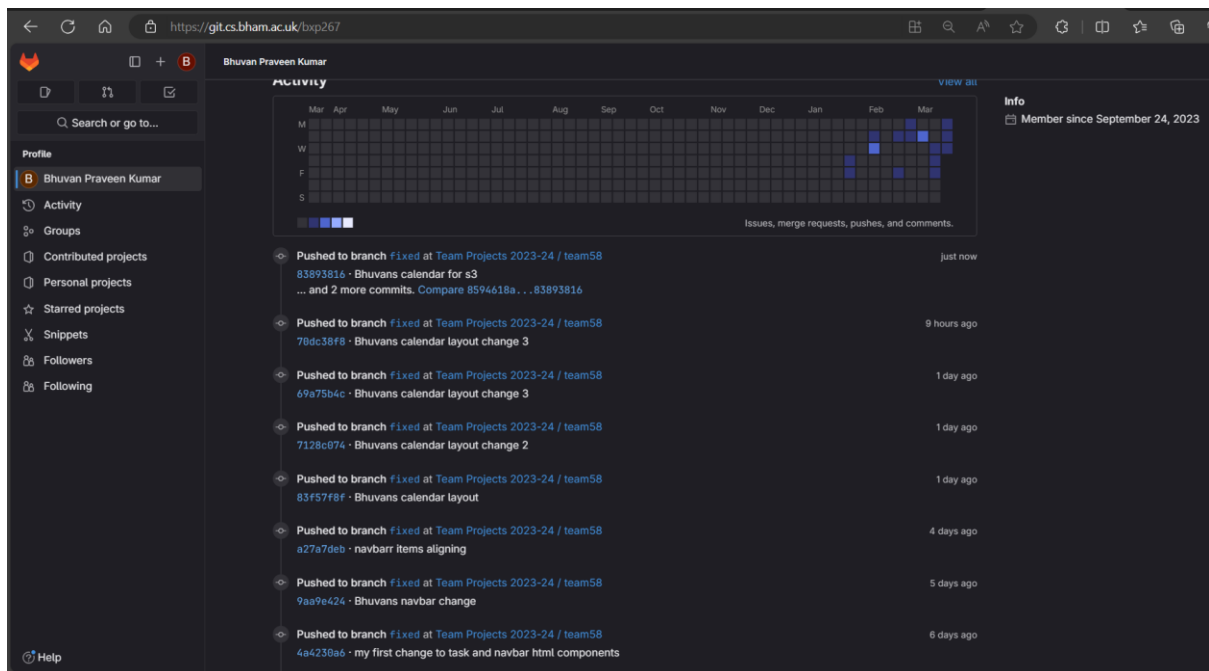 https://git.cs.bham.ac.uk/bxp267
B
Bhuvan Praveen Kumar
Search or go to...
Profile
B Bhuvan Praveen Kumar
Activity
Groups
Contributed projects
Personal projects
Starred projects
Snippets
Followers
Following
Help
Activity
View all
Mar Apr May Jun Jul Aug Sep Oct Nov Dec Jan Feb Mar
M
W
F
S
Issues, merge requests, pushes, and comments.
Pushed to branch fixed at Team Projects 2023-24 / team58 just now
83893816 · Bhuvans calendar for s3
... and 2 more commits. Compare 8594618a...83893816
Pushed to branch fixed at Team Projects 2023-24 / team58 9 hours ago
70dc38f8 · Bhuvans calendar layout change 3
Pushed to branch fixed at Team Projects 2023-24 / team58 1 day ago
69a75b4c · Bhuvans calendar layout change 3
Pushed to branch fixed at Team Projects 2023-24 / team58 1 day ago
7128c074 · Bhuvans calendar layout change 2
Pushed to branch fixed at Team Projects 2023-24 / team58 1 day ago
83f57f8f · Bhuvans calendar layout
Pushed to branch fixed at Team Projects 2023-24 / team58 4 days ago
a27a7deb · navbarr items aligning
Pushed to branch fixed at Team Projects 2023-24 / team58 5 days ago
9aa9e424 · Bhuvans navbar change
Pushed to branch fixed at Team Projects 2023-24 / team58 6 days ago
4a4230a6 · my first change to task and navbar html components
Info
Member since September 24, 2023